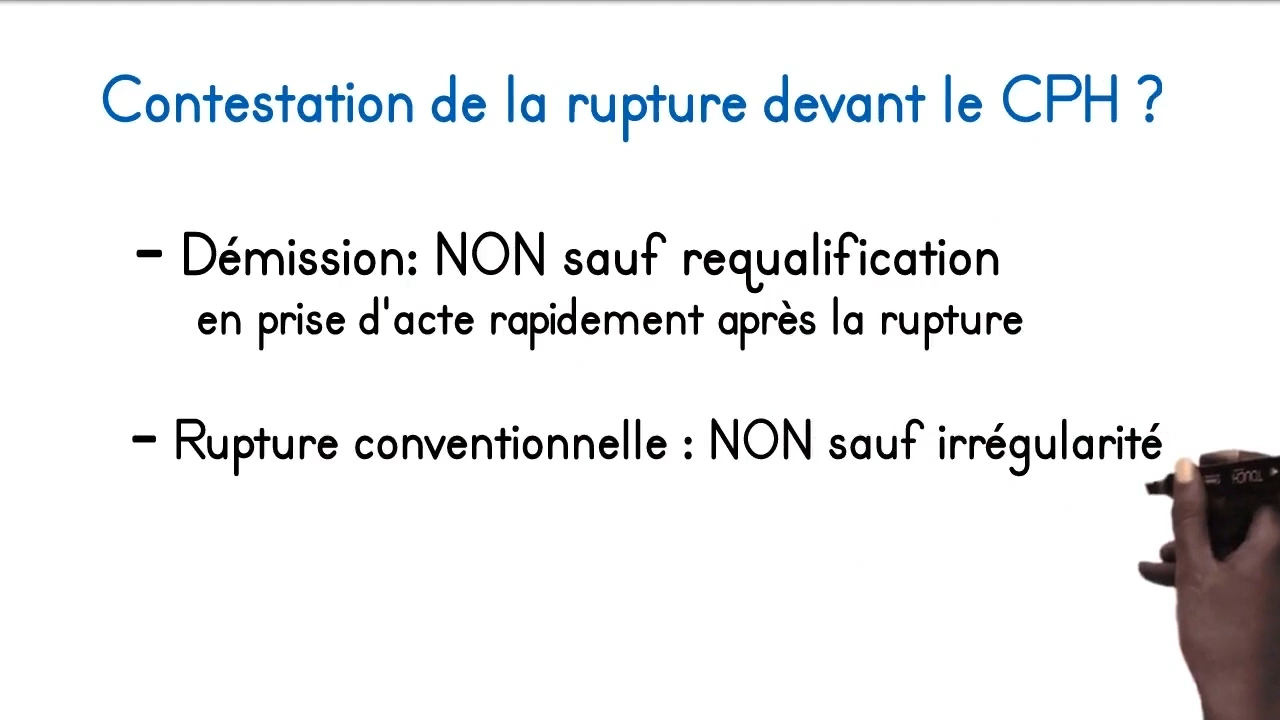 Contestation de la rupture devant le CPH ?
- Démission: NON sauf requalification
en prise d'acte rapidement après la rupture
- Rupture conventionnelle : NON sauf irrégularité
TOUCH